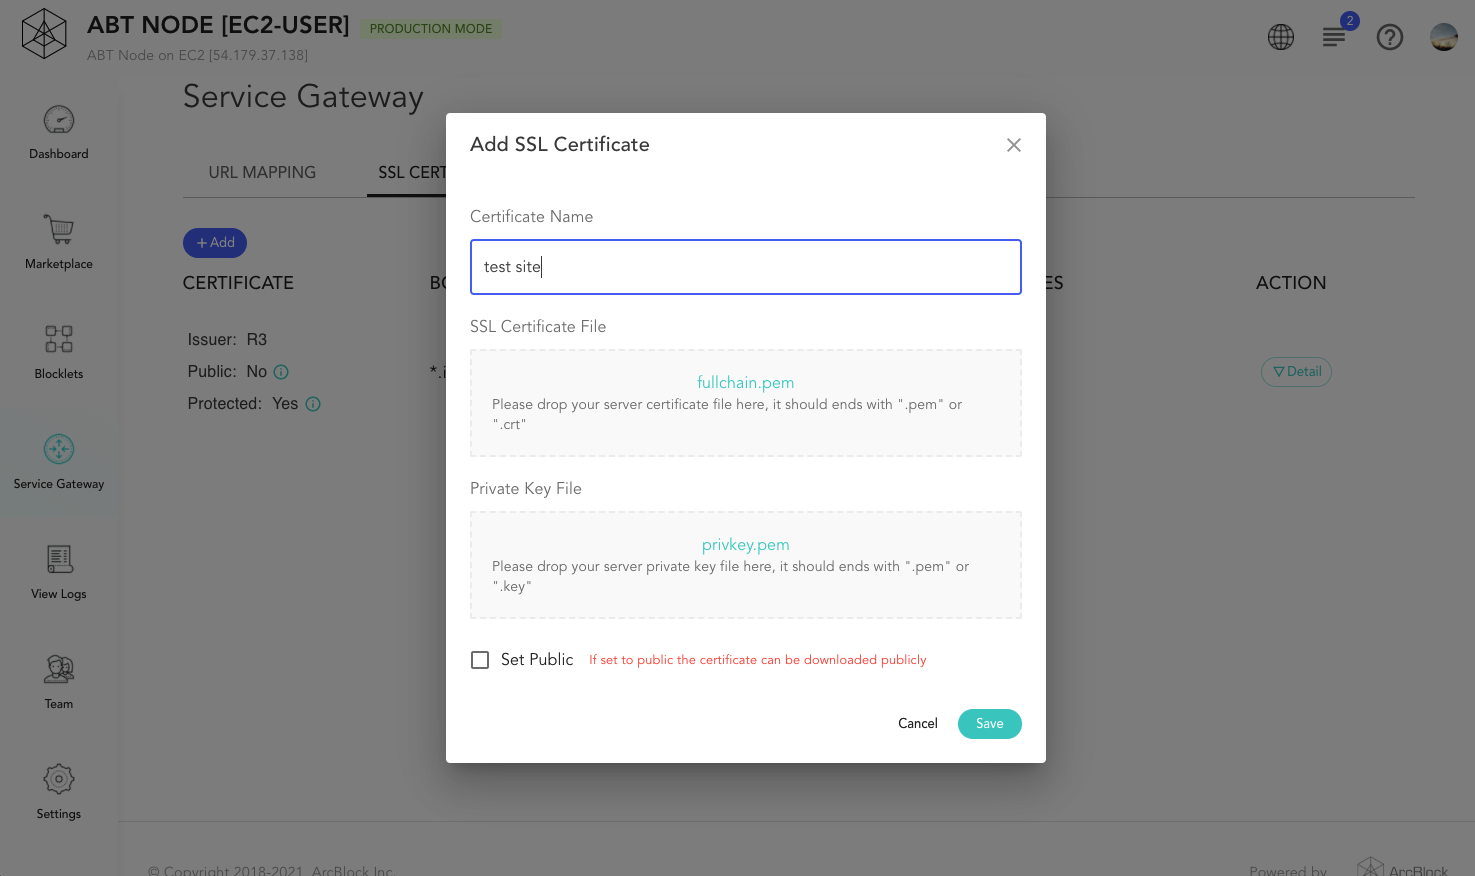 ABT NODE [EC2-USER] PRODUCTION MODE
ABT Node on EC2 [54.179.37.138]
2
Dashboard
Marketplace
Blocklets
Service Gateway
View Logs
Team
Settings
Service Gateway
URL MAPPING
SSL CERT
+ Add
CERTIFICATE
ACTION
Issuer: R3
Public: No
Protected: Yes
Detail
Add SSL Certificate
Certificate Name
test site
SSL Certificate File
fullchain.pem
Please drop your server certificate file here, it should ends with ".pem" or
".crt"
Private Key File
privkey.pem
Please drop your server private key file here, it should ends with ".pem" or
".key"
Set Public If set to public the certificate can be downloaded publicly
Cancel Save
© Copyright 2018-2021 ArcBlock Inc
Powered by ArcBlock